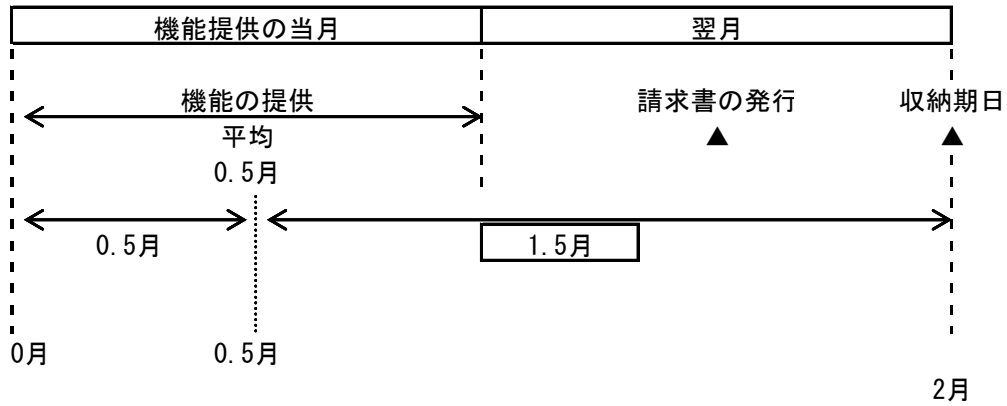 機能提供の当月 翌月
機能の提供 請求書の発行 収納期日
平均 ▲ ▲
0.5月
0.5月 1.5月
0月 0.5月
2月